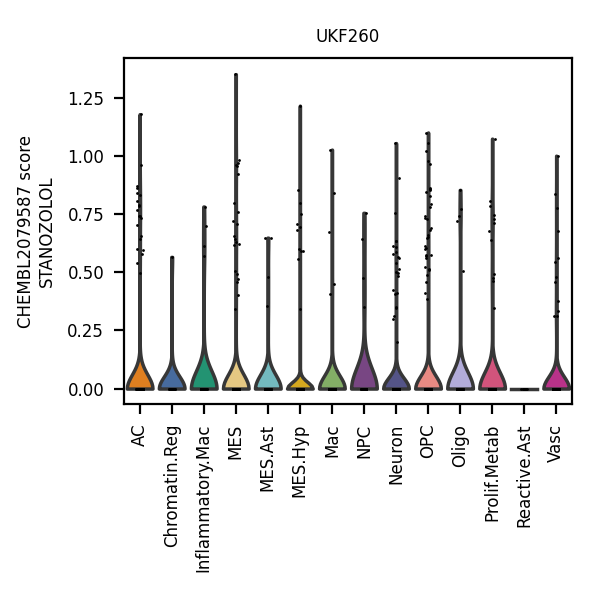 UKF260
CHEMBL2079587 score
STANOZOLOL
1.25
1.00
0.75
0.50
0.25
0.00
AC
Chromatin.Reg
Inflammatory.Mac
MES
MES.Ast
MES.Hyp
Mac
NPC
Neuron
OPC
Oligo
Prolif.Metab
Reactive.Ast
Vasc